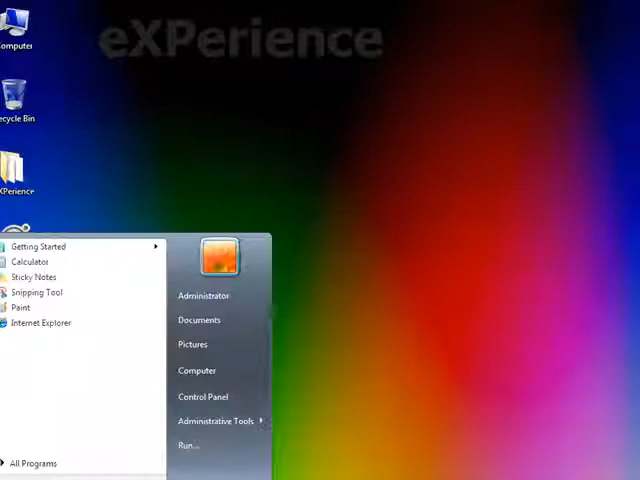 eXPerience
Computer
ecycle Bin
XPerience
Getting Started
Calculator
Sticky Notes
Snipping Tool
Paint
Internet Explorer
All Programs
Administrator
Documents
Pictures
Computer
Control Panel
Administrative Tools
Run...